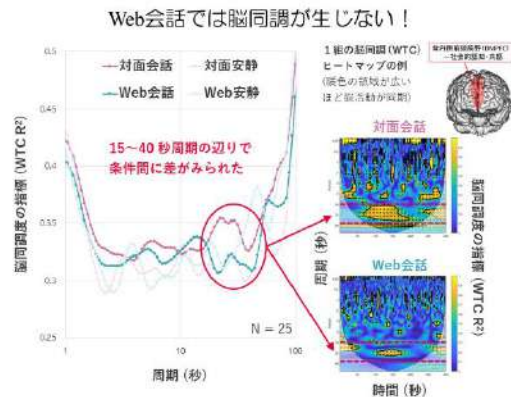 Web会話では脳同調が生じない！
対面会話
対面安静
Web会話
Web安静
15～40 秒周期の辺りで
条件間に差がみられた
脳同調度の指標 (WTC R²)
0.5
0.45
0.4
0.35
0.3
0.25
1
10
100
N = 25
周期 (秒)
１組の脳同調 (WTC)
ヒートマップの例
(暖色の領域が広い
ほど脳活動が同期)
対面会話
Web会話
周期 (秒)
時間 (秒)
脳同調度の指標 (WTC R²)